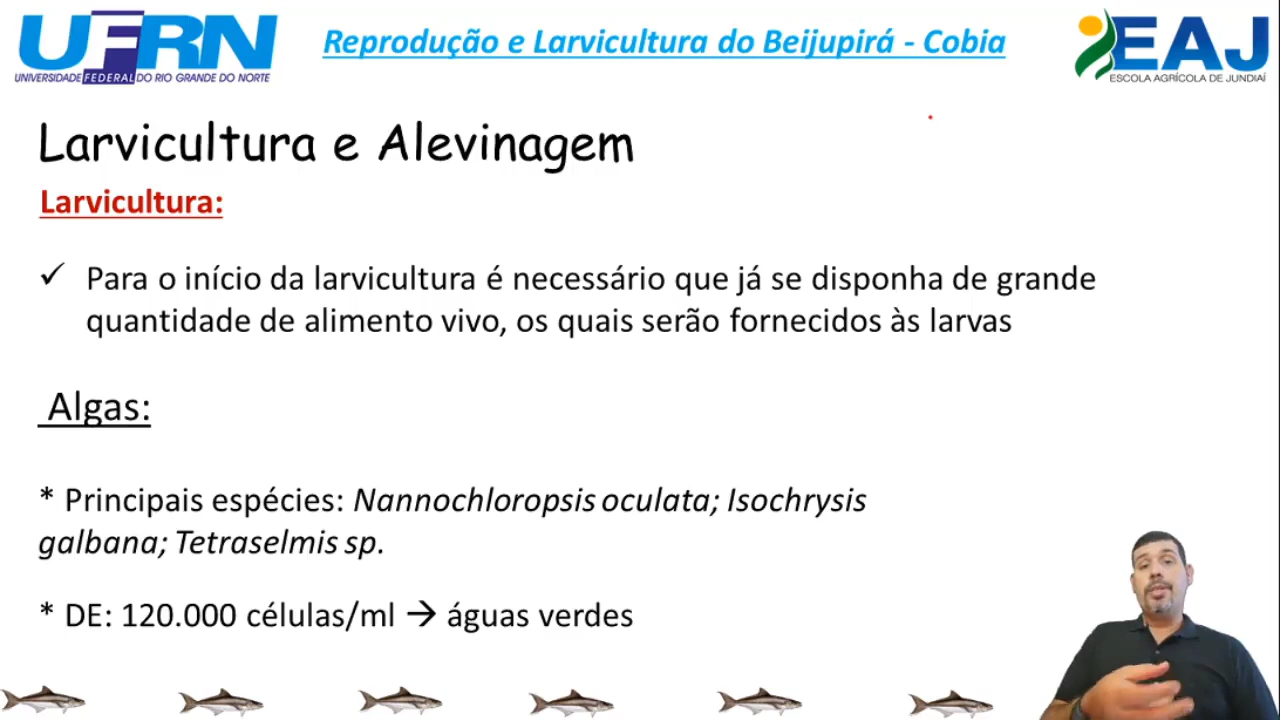 UFRN
UNIVERSIDADE FEDERAL DO RIO GRANDE DO NORTE
Reprodução e Larvicultura do Beijupirá - Cobia
EAJ
ESCOLA AGRÍCOLA DE JUNDIAÍ
Larvicultura e Alevinagem
Larvicultura:
✓ Para o início da larvicultura é necessário que já se disponha de grande
quantidade de alimento vivo, os quais serão fornecidos às larvas
Algas:
* Principais espécies: Nannochloropsis oculata; Isochrysis
galbana; Tetraselmis sp.
* DE: 120.000 células/ml → águas verdes